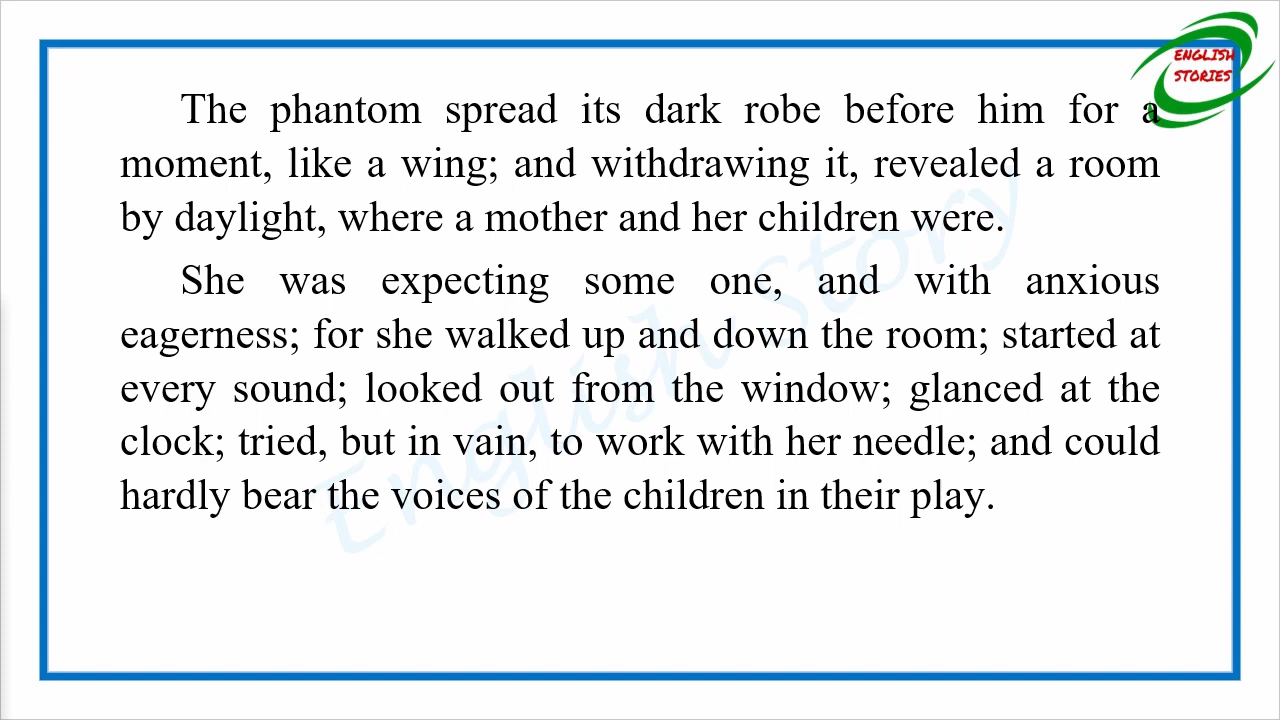 ENGLISH
STORIES
The phantom spread its dark robe before him for a
moment, like a wing; and withdrawing it, revealed a room
by daylight, where a mother and her children were.
She was expecting some one, and with anxious
eagerness; for she walked up and down the room; started at
every sound; looked out from the window; glanced at the
clock; tried, but in vain, to work with her needle; and could
hardly bear the voices of the children in their play.
English Story